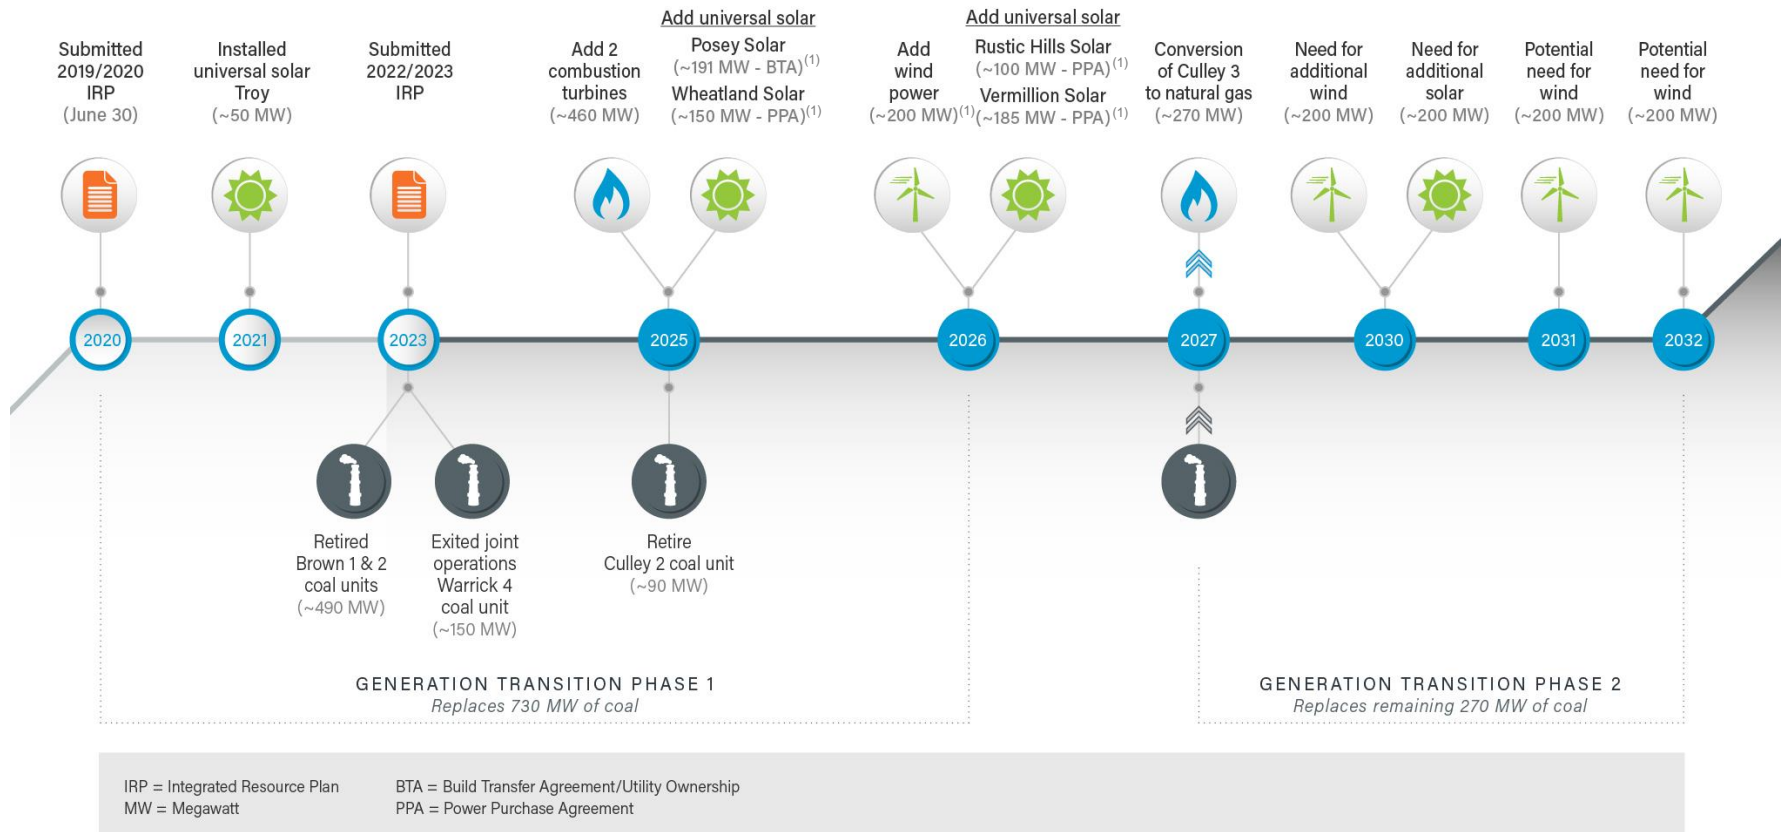 Submitted
2019/2020
IRP
(June 30)
Installed
universal solar
Troy
(~50 MW)
Submitted
2022/2023
IRP
Add 2
combustion
turbines
(~460 MW)
Add universal solar
Posey Solar
(~191 MW - BTA)(1)
Wheatland Solar
(~150 MW - PPA)(1)
Add
wind
power
(~200 MW)(1)
Add universal solar
Rustic Hills Solar
(~100 MW - PPA)(1)
Vermillion Solar
(~185 MW - PPA)(1)
Conversion
of Culley 3
to natural gas
(~270 MW)
Need for
additional
wind
(~200 MW)
Need for
additional
solar
(~200 MW)
Potential
need for
wind
(~200 MW)
Potential
need for
wind
(~200 MW)
2020
2021
2023
2025
2026
2027
2030
2031
2032
Retired
Brown 1 & 2
coal units
(~490 MW)
Exited joint
operations
Warrick 4
coal unit
(~150 MW)
Retire
Culley 2 coal unit
(~90 MW)
GENERATION TRANSITION PHASE 1
Replaces 730 MW of coal
GENERATION TRANSITION PHASE 2
Replaces remaining 270 MW of coal
IRP = Integrated Resource Plan
MW = Megawatt
BTA = Build Transfer Agreement/Utility Ownership
PPA = Power Purchase Agreement